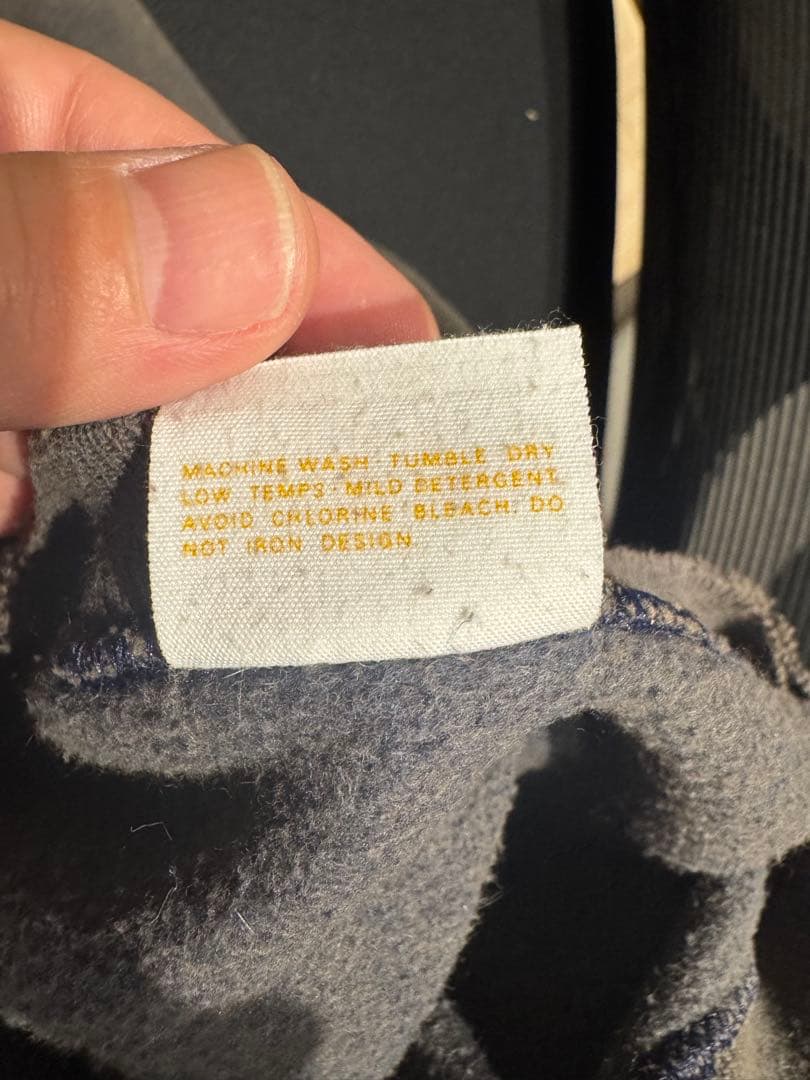 MACHINE WASH TUMBLE DRY
LOW TEMPS · MILD DETERGENT
AVOID CHLORINE BLEACH. DO
NOT IRON DESIGN